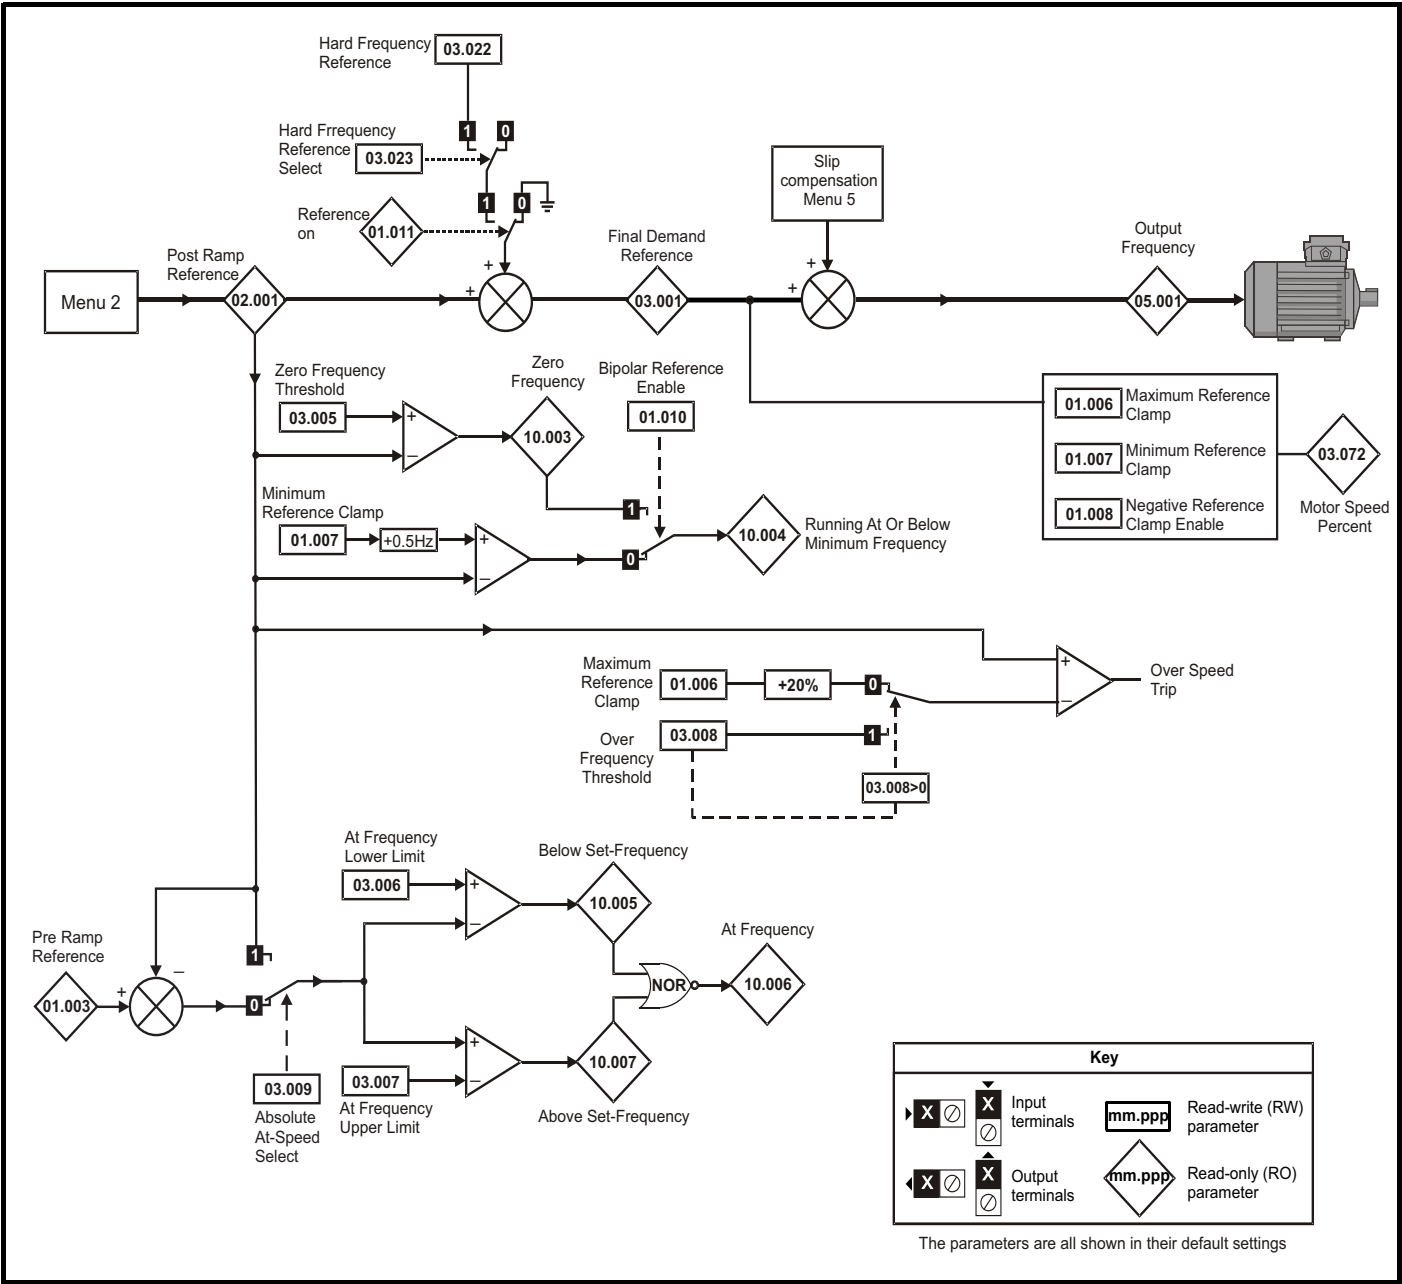 Hard Frequency
Reference
03.022
1 0
Hard Frrequency
Reference
Select
03.023
1 0
Reference
on
01.011
Slip
compensation
Menu 5
Post Ramp
Reference
Final Demand
Reference
Output
Frequency
Menu 2
02.001
+
+
03.001
+
+
05.001
Zero Frequency
Threshold
03.005
+
–
Zero
Frequency
10.003
Bipolar Reference
Enable
01.010
01.006
Maximum Reference
Clamp
01.007
Minimum Reference
Clamp
01.008
Negative Reference
Clamp Enable
03.072
Motor Speed
Percent
Minimum
Reference Clamp
01.007
+0.5Hz
+
–
1
0
10.004
Running At Or Below
Minimum Frequency
Maximum
Reference
Clamp
01.006
+20%
0
+
–
Over Speed
Trip
Over
Frequency
Threshold
03.008
1
03.008>0
At Frequency
Lower Limit
03.006
+
–
Below Set-Frequency
10.005
Pre Ramp
Reference
01.003
+
–
1
0
03.009
Absolute
At-Speed
Select
NOR
At Frequency
10.006
+
–
03.007
At Frequency
Upper Limit
10.007
Above Set-Frequency
Key
X
X
Input
terminals
mm.ppp
Read-write (RW)
parameter
X
X
Output
terminals
mm.ppp
Read-only (RO)
parameter
The parameters are all shown in their default settings